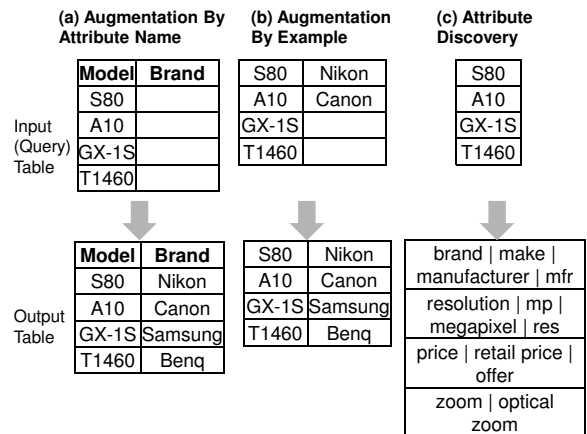 (a) Augmentation By Attribute Name
(b) Augmentation By Example
(c) Attribute Discovery
Input (Query) Table
Model Brand
S80
A10
GX-1S
T1460
S80 Nikon
A10 Canon
GX-1S
T1460
S80
A10
GX-1S
T1460
Output Table
Model Brand
S80 Nikon
A10 Canon
GX-1S Samsung
T1460 Benq
S80 Nikon
A10 Canon
GX-1S Samsung
T1460 Benq
brand | make |
manufacturer | mfr
resolution | mp |
megapixel | res
price | retail price |
offer
zoom | optical
zoom